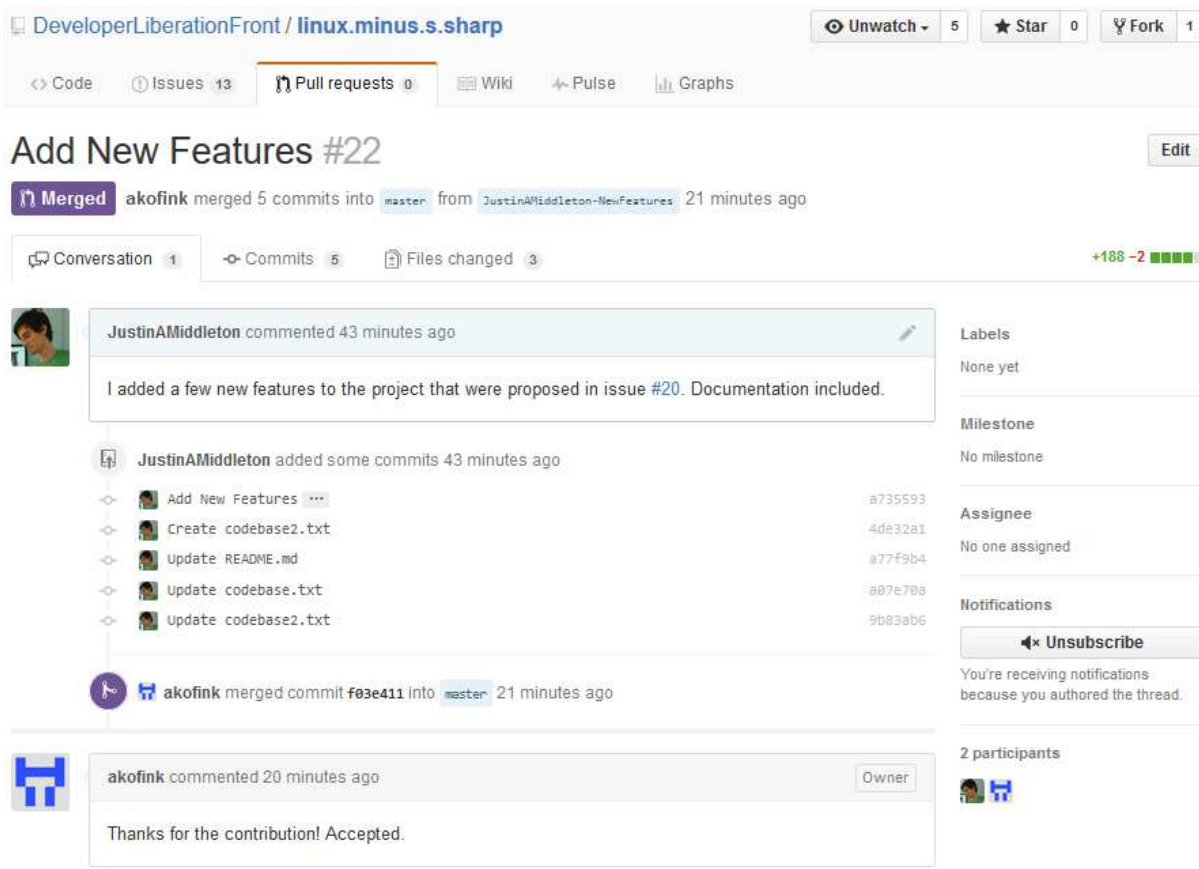 DeveloperLiberationFront / linux.minus.s.sharp Unwatch 5 Star 0 Fork 1
Code Issues 13 Pull requests 0 Wiki Pulse Graphs
Add New Features #22 Edit
Merged akofink merged 5 commits into master from JustinAMiddleton-NewFeatures 21 minutes ago
Conversation 1 Commits 5 Files changed 3 +188 −2
JustinAMiddleton commented 43 minutes ago
I added a few new features to the project that were proposed in issue #20. Documentation included.
JustinAMiddleton added some commits 43 minutes ago
Add New Features ··· a735593
Create codebase2.txt 4de32a1
Update README.md a77f9b4
Update codebase.txt a07e70a
Update codebase2.txt 9b83ab6
akofink merged commit f03e411 into master 21 minutes ago
akofink commented 20 minutes ago Owner
Thanks for the contribution! Accepted.
Labels
None yet
Milestone
No milestone
Assignee
No one assigned
Notifications
Unsubscribe
You're receiving notifications
because you authored the thread.
2 participants